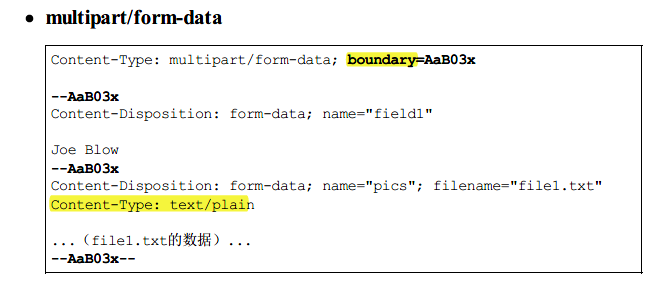 • multipart/form-data
Content-Type: multipart/form-data; boundary=AaB03x
--AaB03x
Content-Disposition: form-data; name="field1"
Joe Blow
--AaB03x
Content-Disposition: form-data; name="pics"; filename="file1.txt"
Content-Type: text/plain
...（file1.txt的数据）...
--AaB03x--